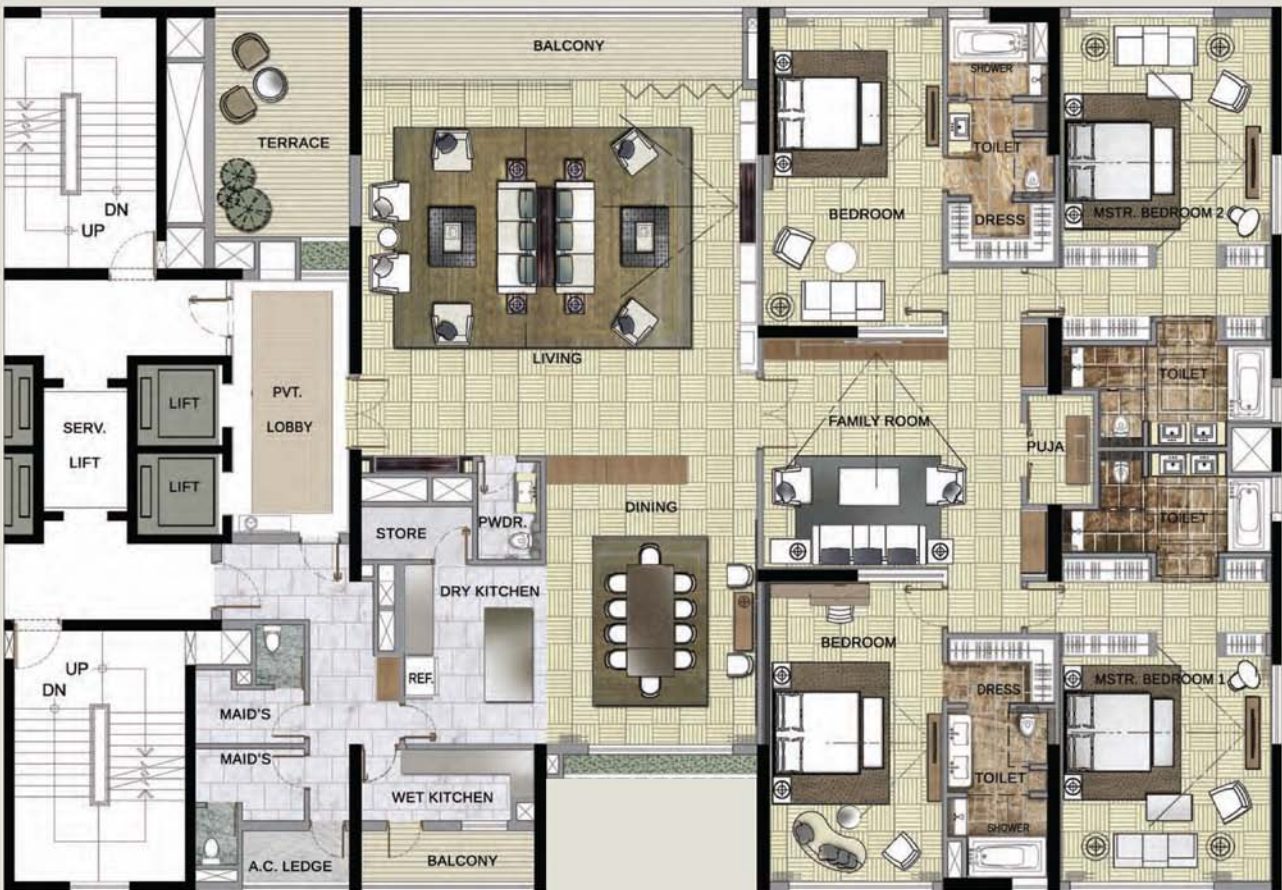 BALCONY
TERRACE
DN
UP
SHOWER
TOILET
BEDROOM
DRESS
MSTR. BEDROOM 2
LIVING
LIFT
PVT.
LOBBY
SERV.
LIFT
LIFT
FAMILY ROOM
TOILET
PUJA
DINING
TOILET
STORE
PWDR.
DRY KITCHEN
REF.
UP
DN
MAID'S
MAID'S
WET KITCHEN
A.C. LEDGE
BALCONY
BEDROOM
DRESS
MSTR. BEDROOM 1
TOILET
SHOWER